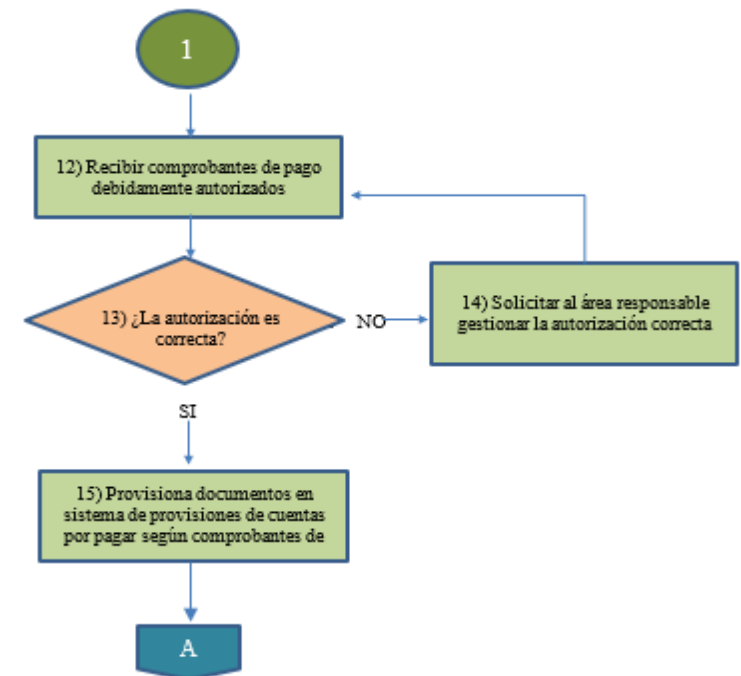 1
12) Recibir comprobantes de pago
debidamente autorizados
13) ¿La autorización es
correcta?
NO
14) Solicitar al área responsable
gestionar la autorización correcta
SI
15) Provisiona documentos en
sistema de provisiones de cuentas
por pagar según comprobantes de
A